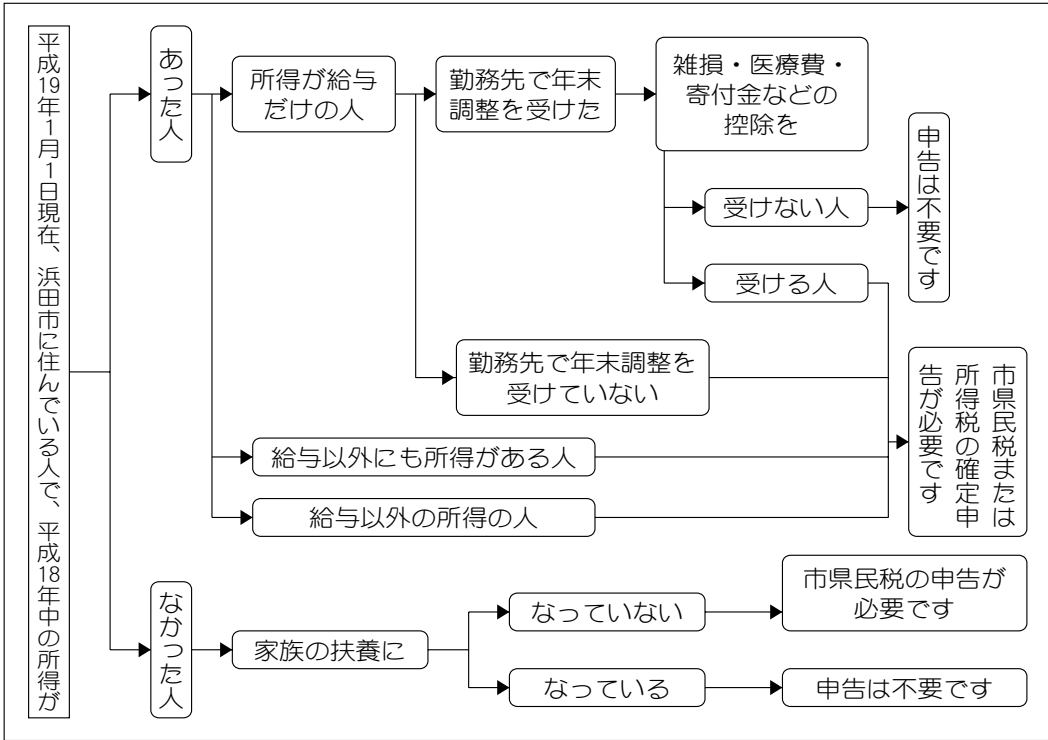 平成19年1月1日現在、浜田市に住んでいる人で、平成18年中の所得が
あった人
所得が給与
だけの人
勤務先で年末
調整を受けた
雑損・医療費・
寄付金などの
控除を
受けない人
申告は不要です
受ける人
勤務先で年末調整を
受けていない
給与以外にも所得がある人
給与以外の所得の人
市県民税または
所得税の確定申
告が必要です
なかった人
家族の扶養に
なっていない
市県民税の申告が
必要です
なっている
申告は不要です